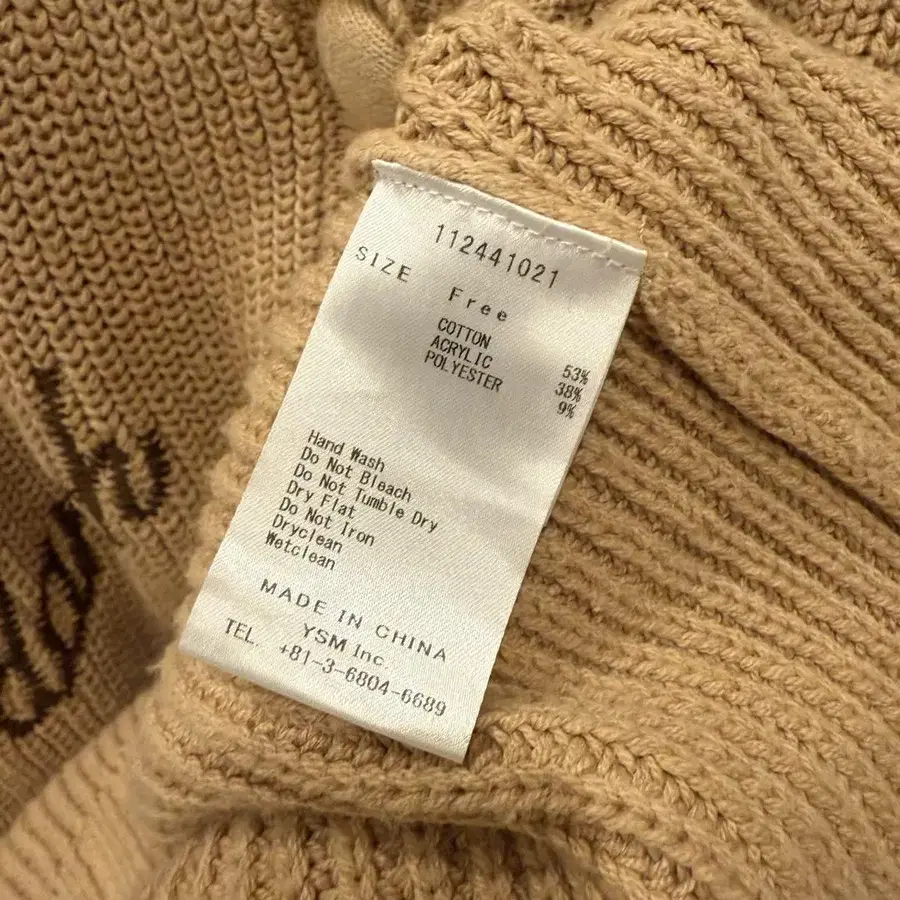 112441021
SIZE
Free
COTTON 53%
ACRYLIC 38%
POLYESTER 9%
Hand Wash
Do Not Bleach
Do Not Tumble Dry
Dry Flat
Do Not Iron
Dryclean
Wetclean
MADE IN CHINA
YSM Inc.
TEL. +81-3-6804-6689